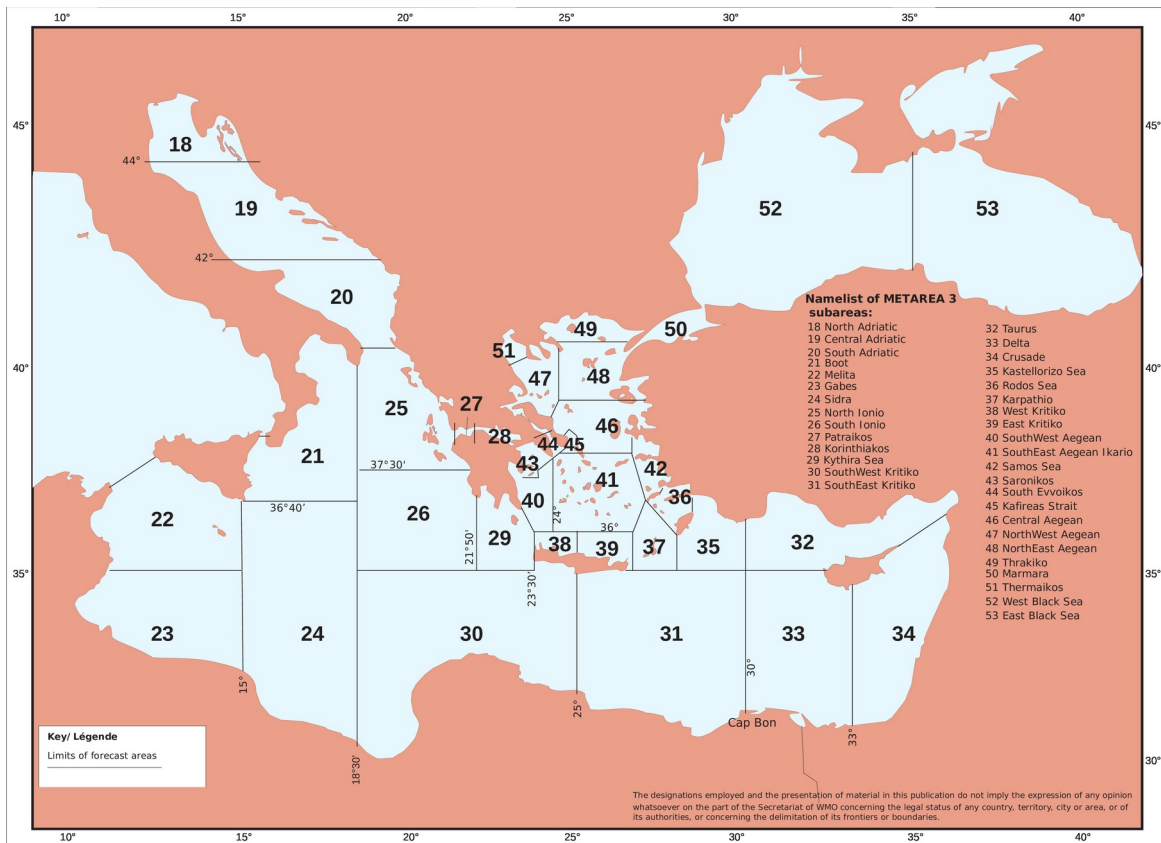 10° 15° 20° 25° 30° 35° 40°
45° 45°
18
44°
19
52 53
42°
20
Namelist of METAREA 3
subareas:
18 North Adriatic
19 Central Adriatic
20 South Adriatic
21 Boot
22 Melita
23 Gabes
24 Sidra
25 North Ionio
26 South Ionio
27 Patraikos
28 Korinthiakos
29 Kythira Sea
30 SouthWest Kritiko
31 SouthEast Kritiko
32 Taurus
33 Delta
34 Crusade
35 Kastellorizo Sea
36 Rodos Sea
37 Karpathio
38 West Kritiko
39 East Kritiko
40 SouthWest Aegean
41 SouthEast Aegean Ikario
42 Samos Sea
43 Saronikos
44 South Evvoikos
45 Kafireas Strait
46 Central Aegean
47 NorthWest Aegean
48 NorthEast Aegean
49 Thrakiko
50 Marmara
51 Thermaikos
52 West Black Sea
53 East Black Sea
49 50
51
40° 40°
47 48
25 27
28 46
44 45
21 43 42
37°30'
41
36
40
36°40'
24°
22 26
29
36°
38 39 37 35 32
21°50'
35° 35°
23°30'
23 24 30 31 33 34
15°
30°
25°
Cap Bon
33°
18°30'
30°
Key/ Légende
Limits of forecast areas
The designations employed and the presentation of material in this publication do not imply the expression of any opinion
whatsoever on the part of the Secretariat of WMO concerning the legal status of any country, territory, city or area, or of
its authorities, or concerning the delimitation of its frontiers or boundaries.
10° 15° 20° 25° 30° 35° 40°